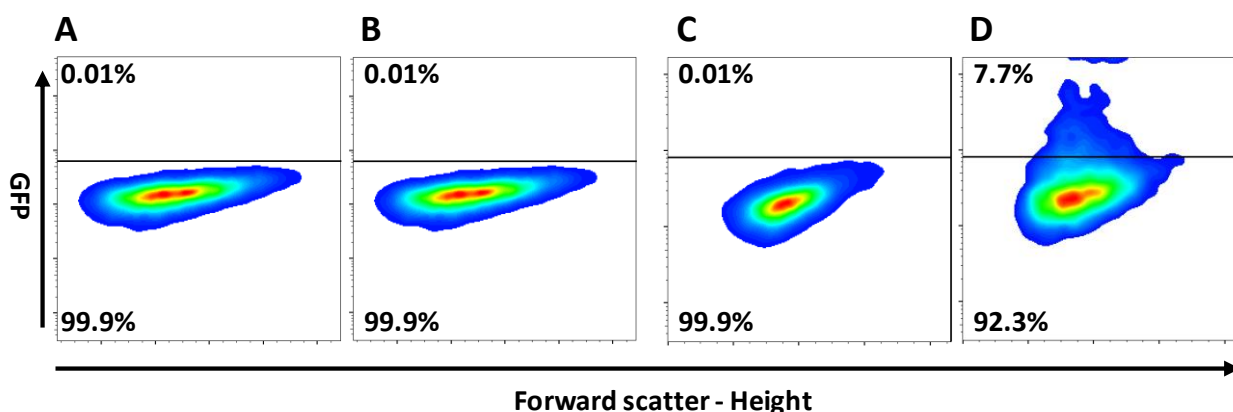 A B C D
0.01% 0.01% 0.01% 7.7%
GFP
99.9% 99.9% 99.9% 92.3%
Forward scatter - Height